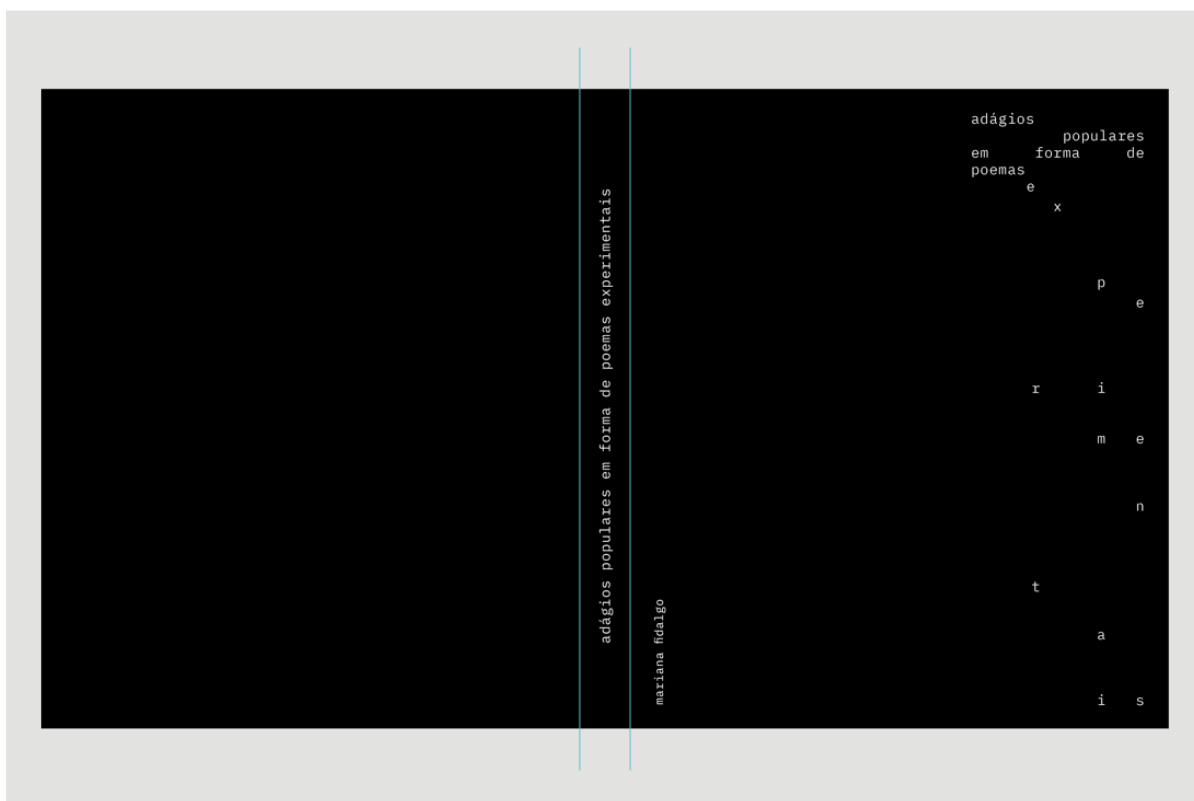 adágios populares em forma de poemas experimentais
mariana fidalgo
adágios
populares
em forma de
poemas
e
x
p
e
r i
m e
n
t
a
i s